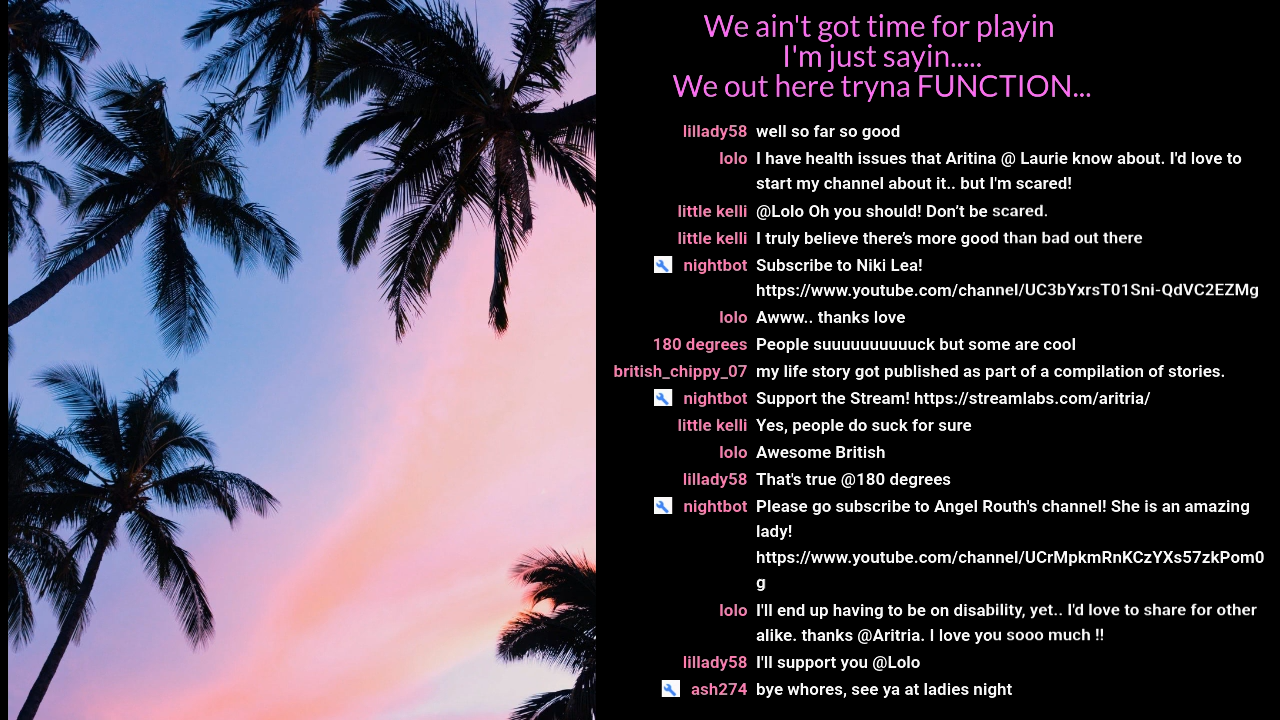 We ain't got time for playin
I'm just sayin.....
We out here tryna FUNCTION...
lillady58 well so far so good
lolo I have health issues that Aritina @ Laurie know about. I'd love to
start my channel about it.. but I'm scared!
little kelli @Lolo Oh you should! Don’t be scared.
little kelli I truly believe there’s more good than bad out there
nightbot Subscribe to Niki Lea!
https://www.youtube.com/channel/UC3bYxrsT01Sni-QdVC2EZMg
lolo Awww.. thanks love
180 degrees People suuuuuuuuuuck but some are cool
british_chippy_07 my life story got published as part of a compilation of stories.
nightbot Support the Stream! https://streamlabs.com/aritria/
little kelli Yes, people do suck for sure
lolo Awesome British
lillady58 That's true @180 degrees
nightbot Please go subscribe to Angel Routh's channel! She is an amazing
lady!
https://www.youtube.com/channel/UCrMpkmRnKCzYXs57zkPom0
g
lolo I'll end up having to be on disability, yet.. I'd love to share for other
alike. thanks @Aritria. I love you sooo much !!
lillady58 I'll support you @Lolo
ash274 bye whores, see ya at ladies night